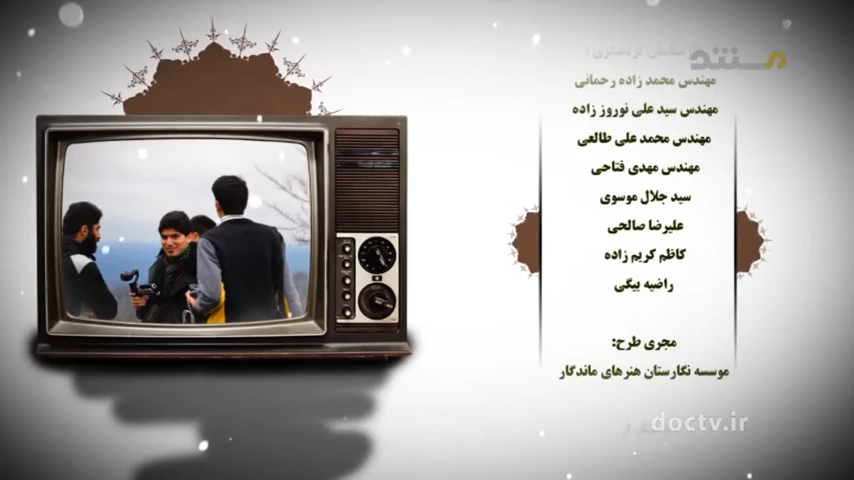 مستند
مهندس محمد زاده رحمانی
مهندس سید علی نوروز زاده
مهندس محمد علی طالعی
مهندس مهدی فتاحی
سید جلال موسوی
علیرضا صالحی
کاظم کریم زاده
راضیه بیگی
مجری طرح:
موسسه نگارستان هنرهای ماندگار
doctv.ir